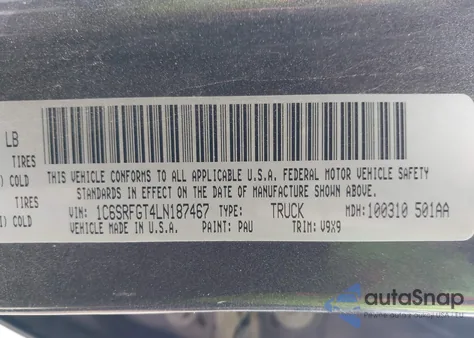 LB
TIRES
) COLD
TIRES
I) COLD
THIS VEHICLE CONFORMS TO ALL APPLICABLE U.S.A. FEDERAL MOTOR VEHICLE SAFETY
STANDARDS IN EFFECT ON THE DATE OF MANUFACTURE SHOWN ABOVE.
VIN: 1C6SRFGT4LN187467 TYPE: TRUCK MDH: 100310 501AA
VEHICLE MADE IN U.S.A. PAINT: PAU TRIM: V9X9
autoSnap